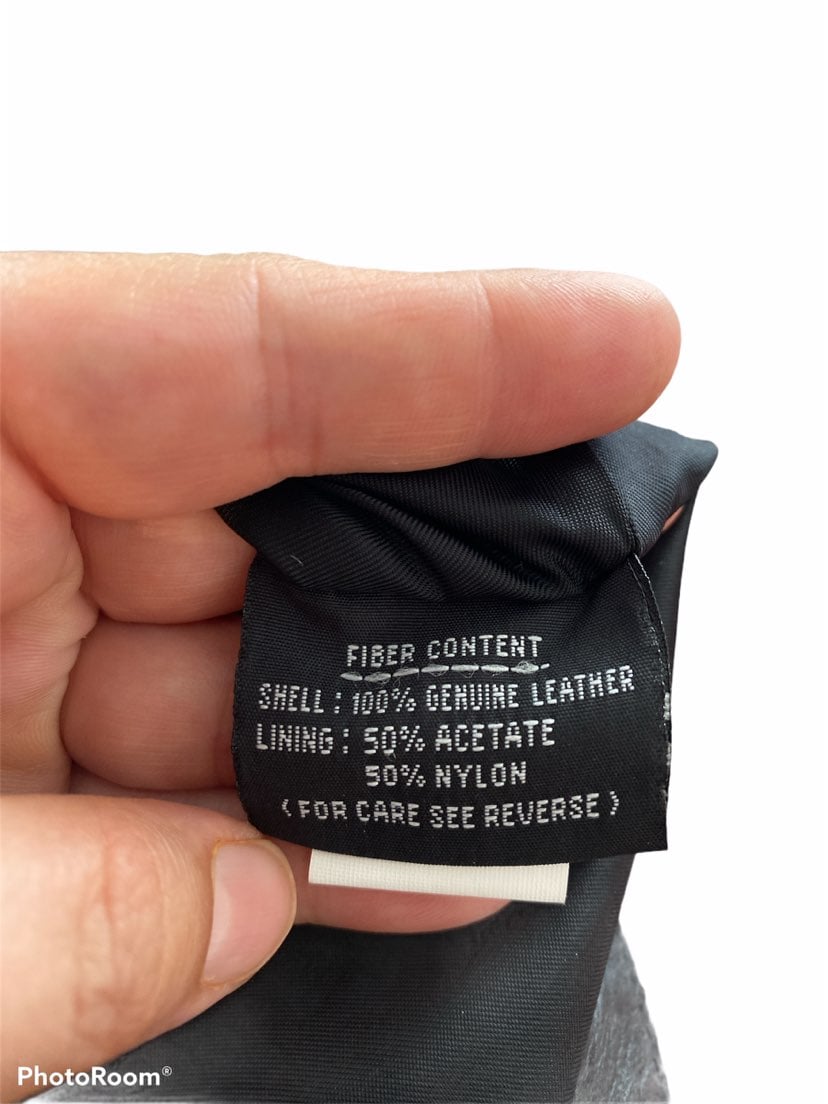 FIBER CONTENT
SHELL : 100% GENUINE LEATHER
LINING : 50% ACETATE
50% NYLON
(FOR CARE SEE REVERSE)
PhotoRoom®